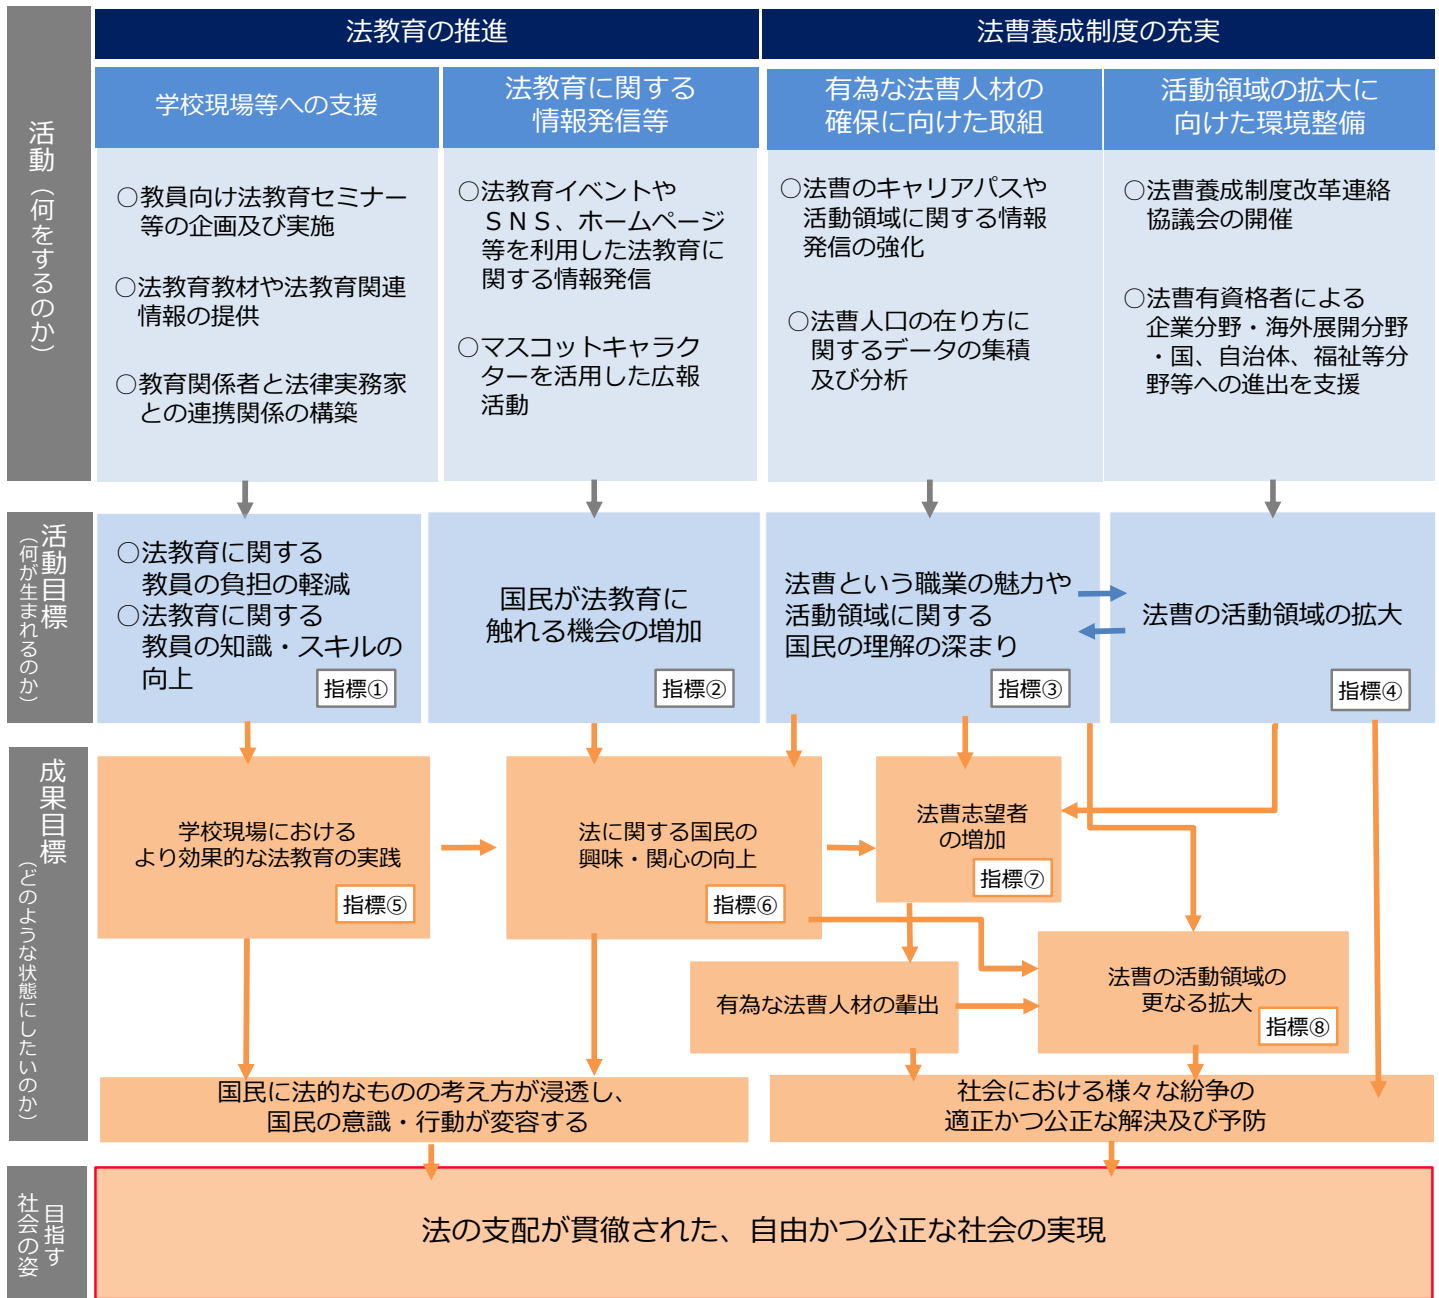 法教育の推進
法曹養成制度の充実
活動（何をするのか）
学校現場等への支援
法教育に関する
情報発信等
有為な法曹人材の
確保に向けた取組
活動領域の拡大に
向けた環境整備
○教員向け法教育セミナー
等の企画及び実施
○法教育教材や法教育関連
情報の提供
○教育関係者と法律実務家
との連携関係の構築
○法教育イベントや
ＳＮＳ、ホームページ
等を利用した法教育に
関する情報発信
○マスコットキャラク
ターを活用した広報
活動
○法曹のキャリアパスや
活動領域に関する情報
発信の強化
○法曹人口の在り方に
関するデータの集積
及び分析
○法曹養成制度改革連絡
協議会の開催
○法曹有資格者による
企業分野・海外展開分野
・国、自治体、福祉等分
野等への進出を支援
活動目標
（何が生まれるのか）
○法教育に関する
教員の負担の軽減
○法教育に関する
教員の知識・スキルの
向上
指標①
国民が法教育に
触れる機会の増加
指標②
法曹という職業の魅力や
活動領域に関する
国民の理解の深まり
指標③
法曹の活動領域の拡大
指標④
成果目標
（どのような状態にしたいのか）
学校現場における
より効果的な法教育の実践
指標⑤
法に関する国民の
興味・関心の向上
指標⑥
法曹志望者
の増加
指標⑦
有為な法曹人材の輩出
法曹の活動領域の
更なる拡大
指標⑧
国民に法的なものの考え方が浸透し、
国民の意識・行動が変容する
社会における様々な紛争の
適正かつ公正な解決及び予防
目指す
社会の姿
法の支配が貫徹された、自由かつ公正な社会の実現